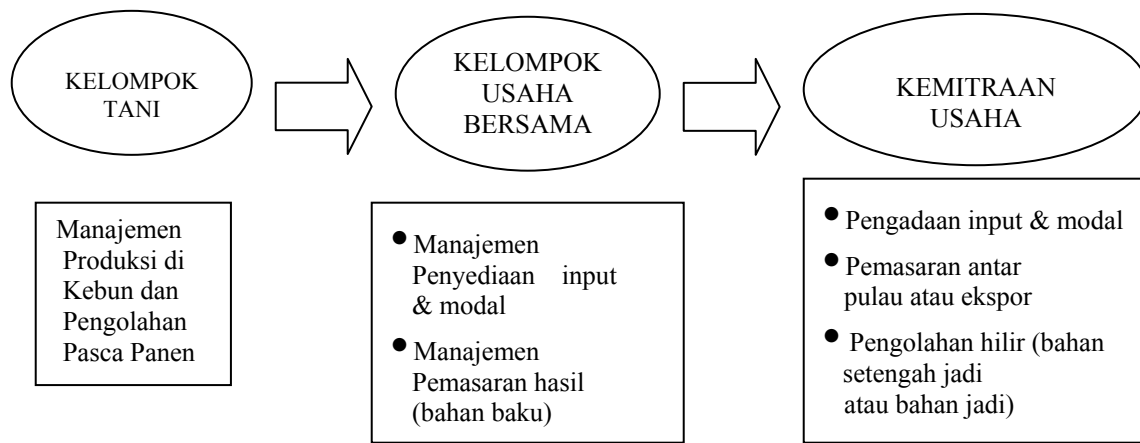 KELOMPOK
TANI
KELOMPOK
USAHA
BERSAMA
KEMITRAAN
USAHA
Manajemen
Produksi di
Kebun dan
Pengolahan
Pasca Panen
● Manajemen
Penyediaan input
& modal
● Manajemen
Pemasaran hasil
(bahan baku)
● Pengadaan input & modal
● Pemasaran antar
pulau atau ekspor
● Pengolahan hilir (bahan
setengah jadi
atau bahan jadi)